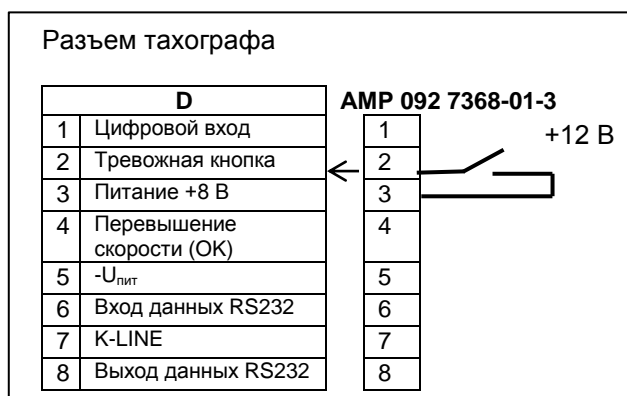 Разъем тахографа
D AMP 092 7368-01-3
1 Цифровой вход 1 +12 В
2 Тревожная кнопка 2
3 Питание +8 В 3
4 Перевышение 4
скорости (ОК)
5 -Uпит 5
6 Вход данных RS232 6
7 K-LINE 7
8 Выход данных RS232 8